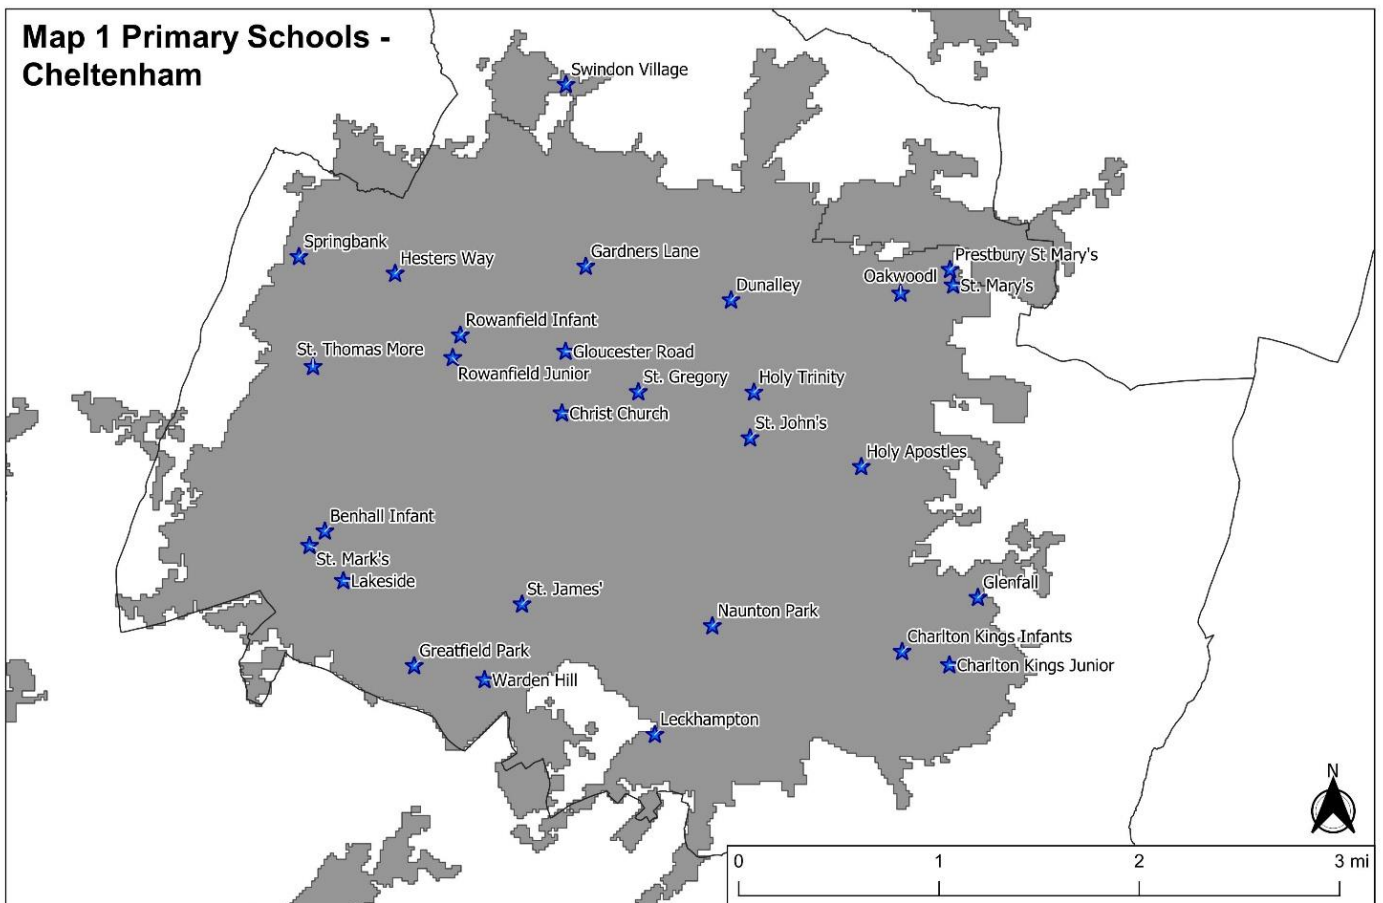 Map 1 Primary Schools -
Cheltenham
Swindon Village
Springbank
Hesters Way
Gardners Lane
Prestbury St Mary's
Oakwoodl
St. Mary's
Dunalley
Rowanfield Infant
St. Thomas More
Gloucester Road
Rowanfield Junior
St. Gregory
Holy Trinity
Christ Church
St. John's
Holy Apostles
Benhall Infant
St. Mark's
Lakeside
Glenfall
St. James'
Naunton Park
Charlton Kings Infants
Greatfield Park
Charlton Kings Junior
Warden Hill
Leckhampton
N
0 1 2 3 mi